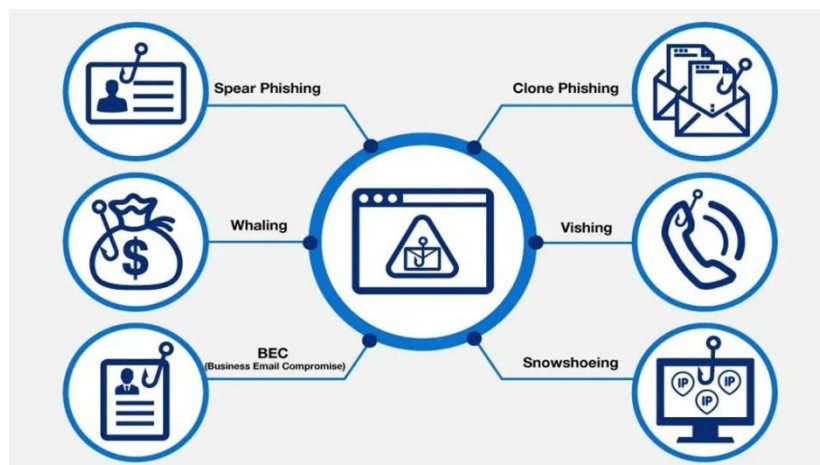 Spear Phishing
Clone Phishing
Whaling
$
Vishing
BEC
(Business Email Compromise)
Snowshoeing
IP
IP
IP